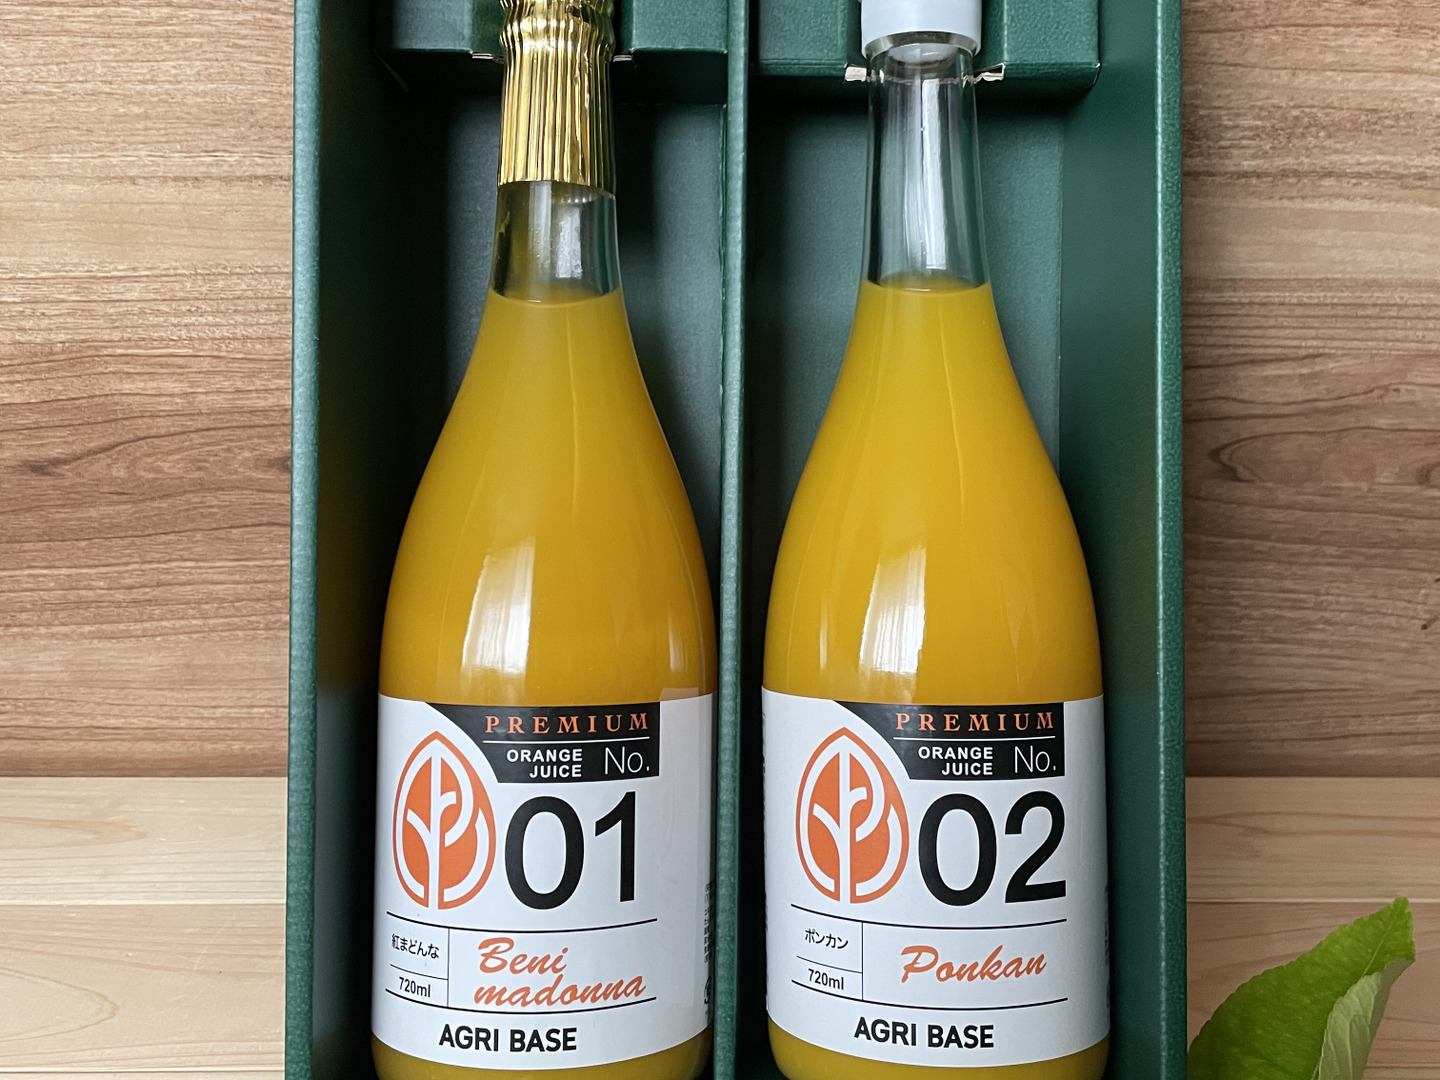 PREMIUM
ORANGE
JUICE
No.
01
紅まどんな
720ml
Beni
madonna
AGRI BASE
PREMIUM
ORANGE
JUICE
No.
02
ポンカン
720ml
Ponkan
AGRI BASE